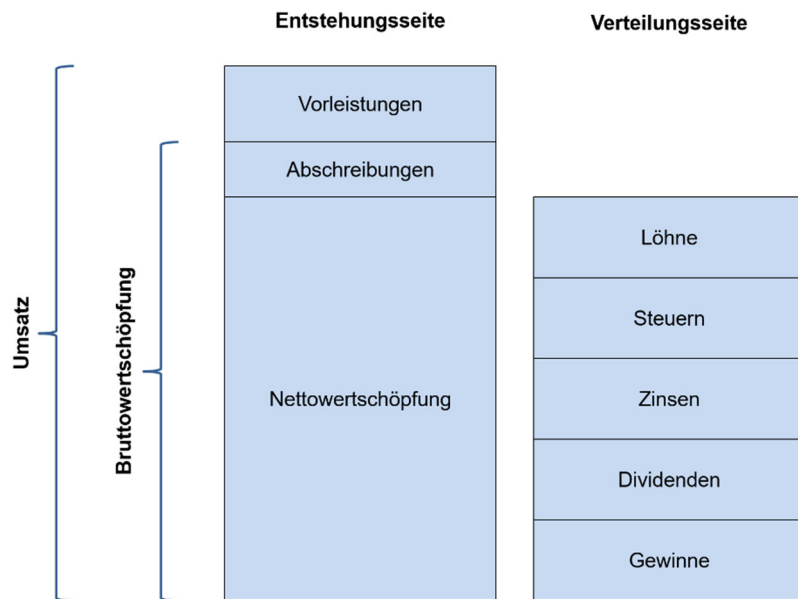 Entstehungsseite
Verteilungsseite
Umsatz
Bruttowertschöpfung
Vorleistungen
Abschreibungen
Nettowertschöpfung
Löhne
Steuern
Zinsen
Dividenden
Gewinne